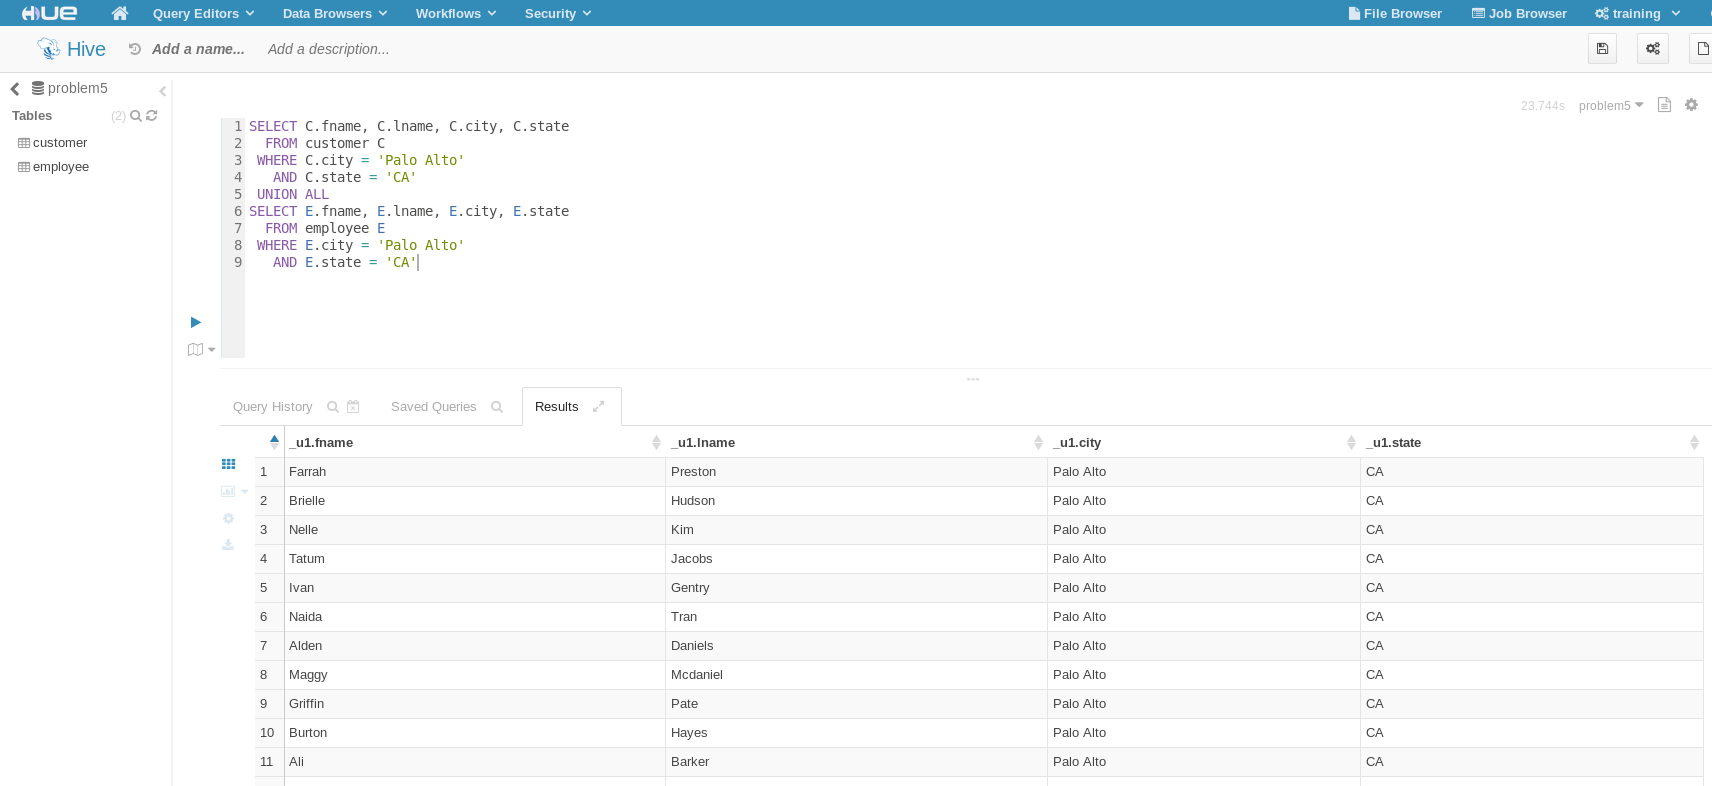 HUE Query Editors Data Browsers Workflows Security File Browser Job Browser training
Hive Add a name... Add a description...
problem5
Tables (2)
customer
employee
23.744s problem5
1 SELECT C.fname, C.lname, C.city, C.state
2 FROM customer C
3 WHERE C.city = 'Palo Alto'
4 AND C.state = 'CA'
5 UNION ALL
6 SELECT E.fname, E.lname, E.city, E.state
7 FROM employee E
8 WHERE E.city = 'Palo Alto'
9 AND E.state = 'CA'
Query History Saved Queries Results
_u1.fname _u1.lname _u1.city _u1.state
1 Farrah Preston Palo Alto CA
2 Brielle Hudson Palo Alto CA
3 Nelle Kim Palo Alto CA
4 Tatum Jacobs Palo Alto CA
5 Ivan Gentry Palo Alto CA
6 Naida Tran Palo Alto CA
7 Alden Daniels Palo Alto CA
8 Maggy Mcdaniel Palo Alto CA
9 Griffin Pate Palo Alto CA
10 Burton Hayes Palo Alto CA
11 Ali Barker Palo Alto CA